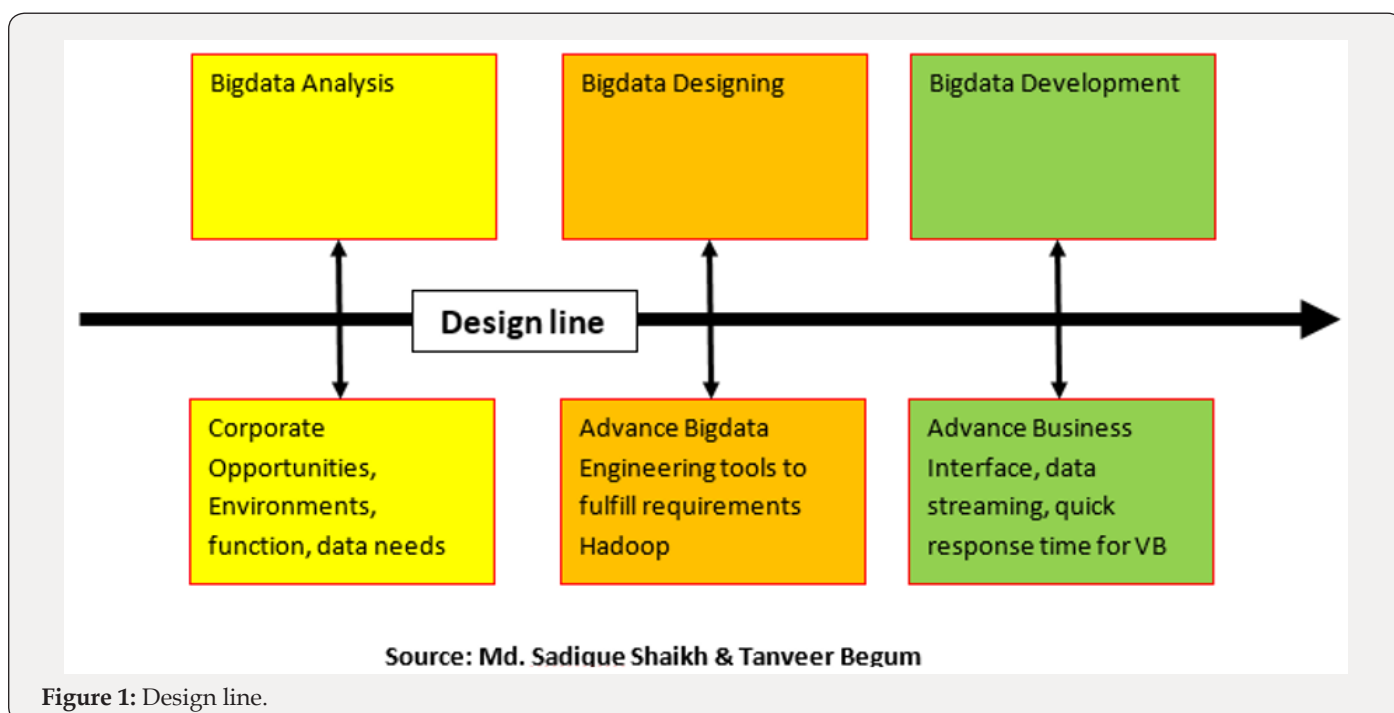 Bigdata Analysis
Bigdata Designing
Bigdata Development
Design line
Corporate
Opportunities,
Environments,
function, data needs
Advance Bigdata
Engineering tools to
fulfill requirements
Hadoop
Advance Business
Interface, data
streaming, quick
response time for VB
Source: Md. Sadique Shaikh & Tanveer Begum
Figure 1: Design line.